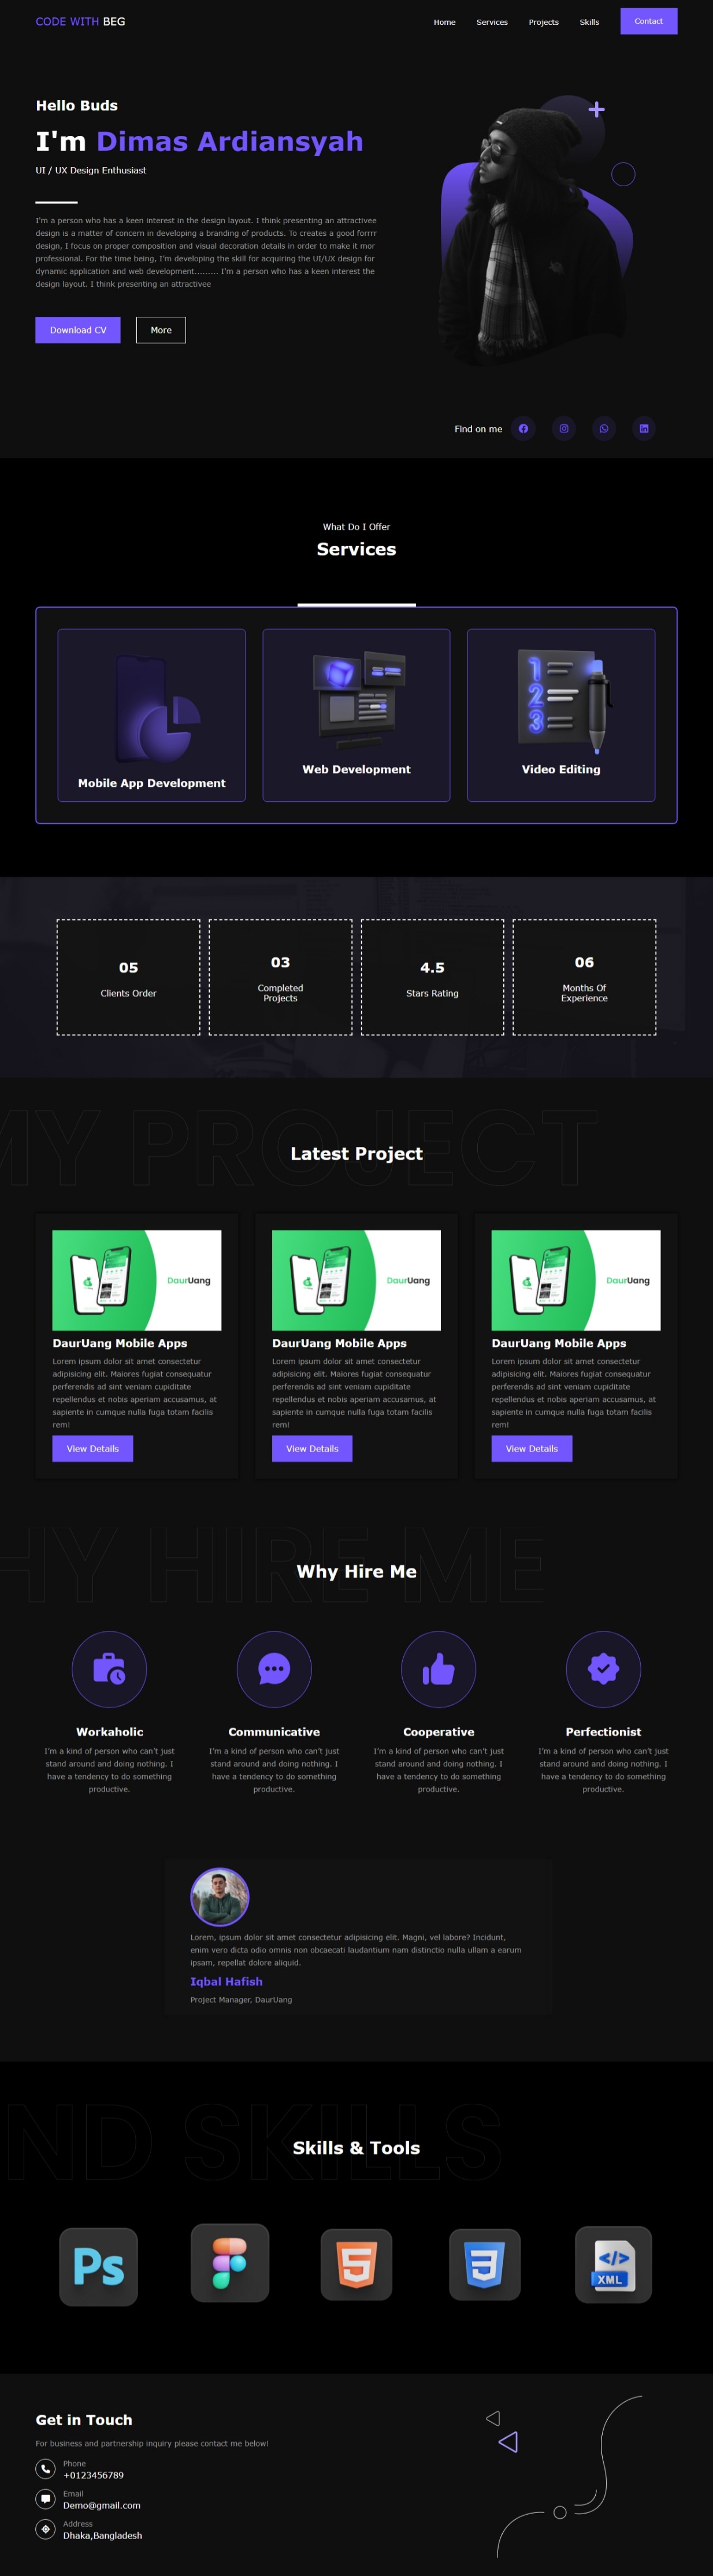 CODE WITH BEG
Home Services Projects Skills Contact
Hello Buds
I'm Dimas Ardiansyah
UI / UX Design Enthusiast
I'm a person who has a keen interest in the design layout. I think presenting an attractivee
design is a matter of concern in developing a branding of products. To creates a good forrrr
design, I focus on proper composition and visual decoration details in order to make it mor
professional. For the time being, I'm developing the skill for acquiring the UI/UX design for
dynamic application and web development......... I'm a person who has a keen interest the
design layout. I think presenting an attractivee
Download CV
More
Find on me
What Do I Offer
Services
Mobile App Development
1
2
3
Web Development
Video Editing
05
Clients Order
03
Completed
Projects
4.5
Stars Rating
06
Months Of
Experience
MY PROJECT
Latest Project
DaurUang
DaurUang Mobile Apps
Lorem ipsum dolor sit amet consectetur
adipisicing elit. Maiores fugiat consequatur
perferendis ad sint veniam cupiditate
repellendus et nobis aperiam accusamus, at
sapiente in cumque nulla fuga totam facilis
rem!
View Details
DaurUang
DaurUang Mobile Apps
Lorem ipsum dolor sit amet consectetur
adipisicing elit. Maiores fugiat consequatur
perferendis ad sint veniam cupiditate
repellendus et nobis aperiam accusamus, at
sapiente in cumque nulla fuga totam facilis
rem!
View Details
DaurUang
DaurUang Mobile Apps
Lorem ipsum dolor sit amet consectetur
adipisicing elit. Maiores fugiat consequatur
perferendis ad sint veniam cupiditate
repellendus et nobis aperiam accusamus, at
sapiente in cumque nulla fuga totam facilis
rem!
View Details
HY HIRE ME
Why Hire Me
Workaholic
I'm a kind of person who can't just
stand around and doing nothing. I
have a tendency to do something
productive.
Communicative
I'm a kind of person who can't just
stand around and doing nothing. I
have a tendency to do something
productive.
Cooperative
I'm a kind of person who can't just
stand around and doing nothing. I
have a tendency to do something
productive.
Perfectionist
I'm a kind of person who can't just
stand around and doing nothing. I
have a tendency to do something
productive.
Lorem, ipsum dolor sit amet consectetur adipisicing elit. Magni, vel labore? Incidunt,
enim vero dicta odio omnis non obcaecati laudantium nam distinctio nulla ullam a earum
ipsam, repellat dolore aliquid.
Iqbal Hafish
Project Manager, DaurUang
ND SKILLS
Skills & Tools
Ps
5
3
</>
XML
Get in Touch
For business and partnership inquiry please contact me below!
Phone
+0123456789
Email
Demo@gmail.com
Address
Dhaka,Bangladesh